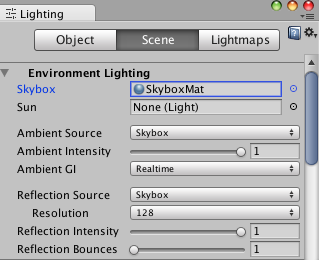 Lighting
Object Scene Lightmaps
Environment Lighting
Skybox SkyboxMat
Sun None (Light)
Ambient Source Skybox
Ambient Intensity 1
Ambient GI Realtime
Reflection Source Skybox
Resolution 128
Reflection Intensity 1
Reflection Bounces 1